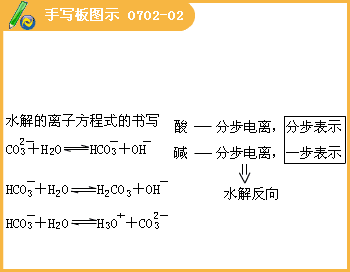 手写板图示 0702-02
水解的离子方程式的书写
CO₃²⁻+H₂O⇌HCO₃⁻+OH⁻
HCO₃⁻+H₂O⇌H₂CO₃+OH⁻
HCO₃⁻+H₂O⇌H₃O⁺+CO₃²⁻
酸 — 分步电离，分步表示
碱 — 分步电离，一步表示
⇓
水解反向